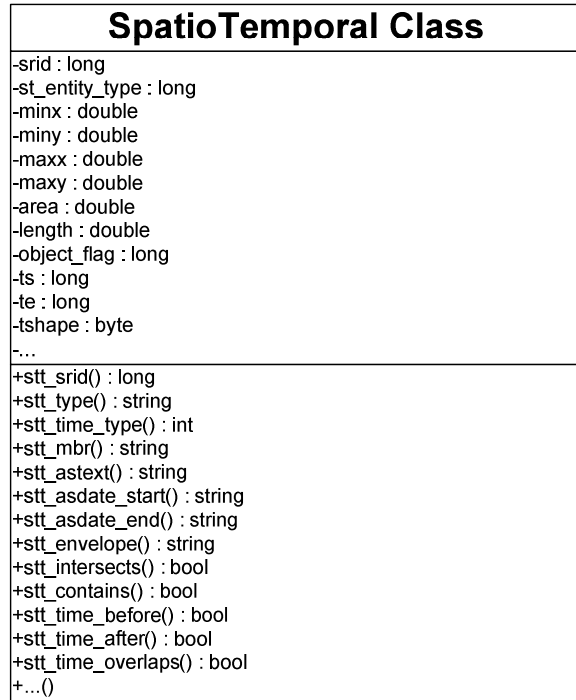 SpatioTemporal Class
-srid : long
-st_entity_type : long
-minx : double
-miny : double
-maxx : double
-maxy : double
-area : double
-length : double
-object_flag : long
-ts : long
-te : long
-tshape : byte
-...
+stt_srid() : long
+stt_type() : string
+stt_time_type() : int
+stt_mbr() : string
+stt_astext() : string
+stt_asdate_start() : string
+stt_asdate_end() : string
+stt_envelope() : string
+stt_intersects() : bool
+stt_contains() : bool
+stt_time_before() : bool
+stt_time_after() : bool
+stt_time_overlaps() : bool
+...()